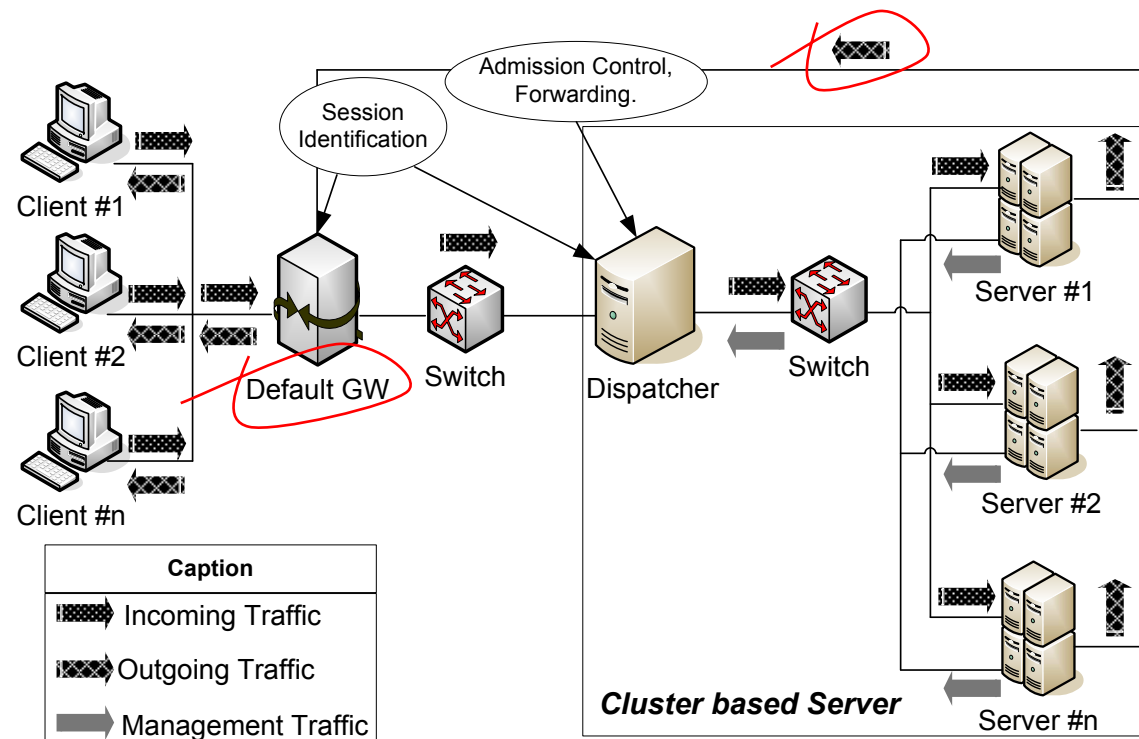 Admission Control,
Forwarding.
Session
Identification
Client #1
Client #2
Client #n
Default GW
Switch
Dispatcher
Switch
Server #1
Server #2
Server #n
Cluster based Server
Caption
Incoming Traffic
Outgoing Traffic
Management Traffic